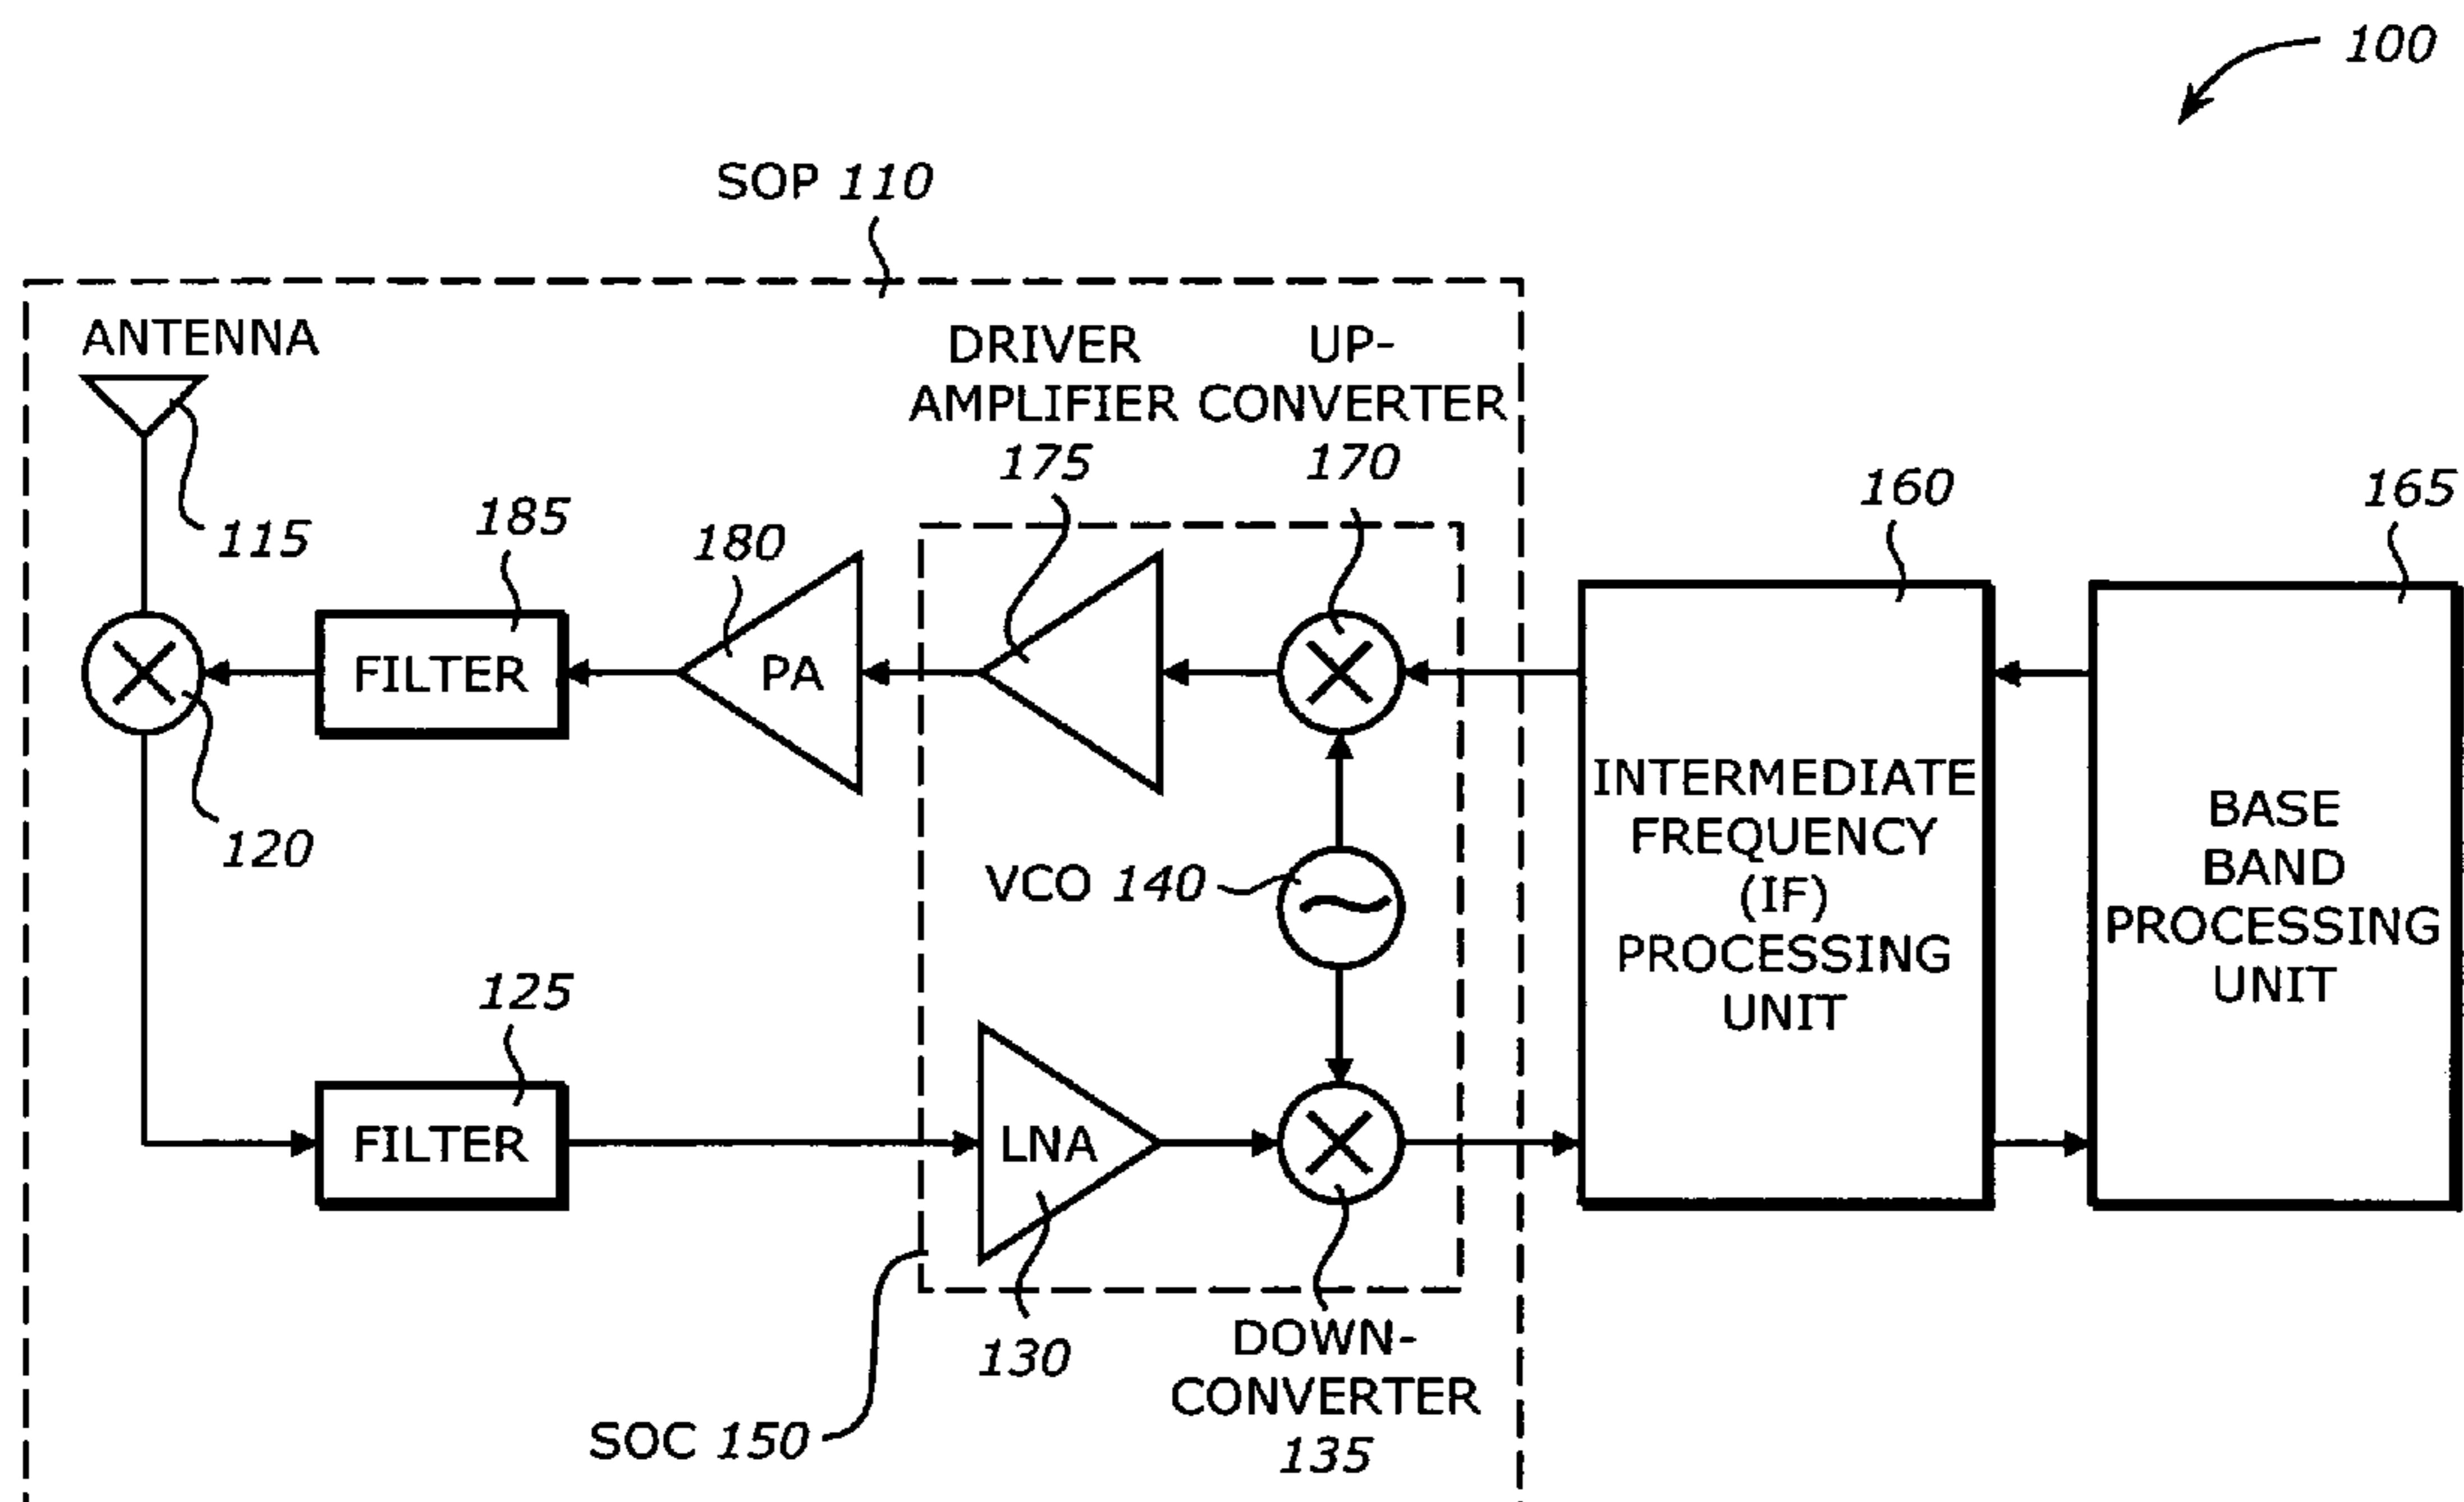 100
SOP 110
ANTENNA
115
DRIVER
AMPLIFIER
175
UP-
CONVERTER
170
160
165
185
180
FILTER
PA
120
VCO 140
INTERMEDIATE
FREQUENCY
(IF)
PROCESSING
UNIT
BASE
BAND
PROCESSING
UNIT
125
FILTER
LNA
130
DOWN-
CONVERTER
135
SOC 150